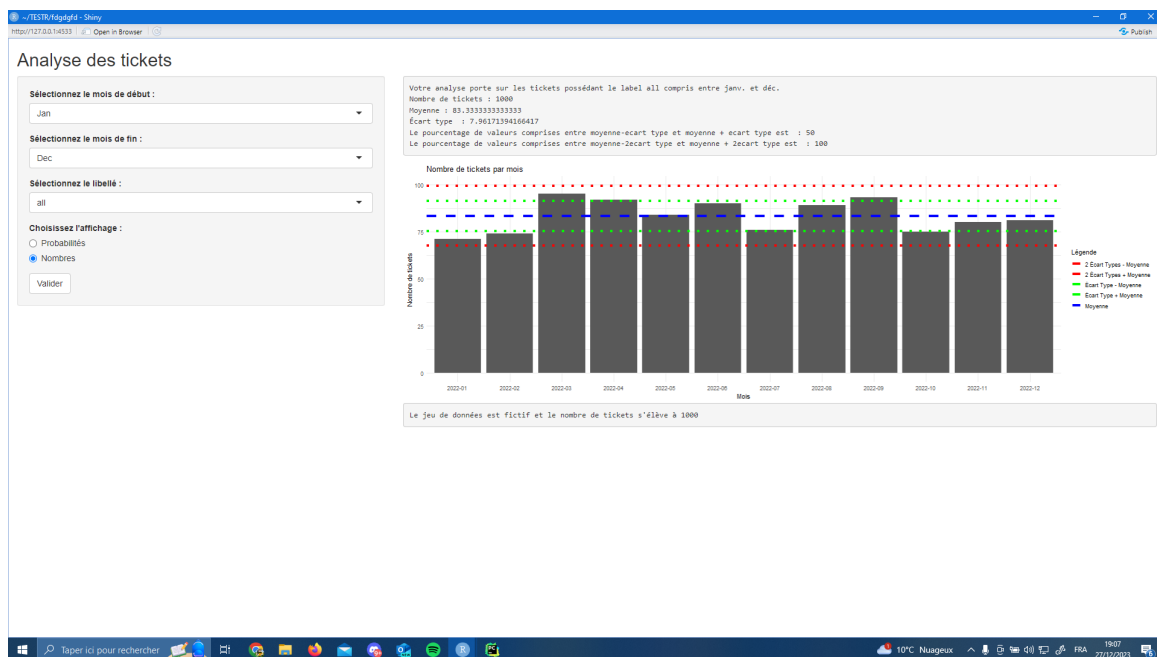 ~/TESTR/fdgdgfd - Shiny
http://127.0.0.1:4533 Open in Browser
Publish
Analyse des tickets
Sélectionnez le mois de début :
Jan
Sélectionnez le mois de fin :
Dec
Sélectionnez le libellé :
all
Choisissez l'affichage :
Probabilités
Nombres
Valider
Votre analyse porte sur les tickets possédant le label all compris entre janv. et déc.
Nombre de tickets : 1000
Moyenne : 83.3333333333333
Écart type : 7.96171394166417
Le pourcentage de valeurs comprises entre moyenne-ecart type et moyenne + ecart type est : 50
Le pourcentage de valeurs comprises entre moyenne-2ecart type et moyenne + 2ecart type est : 100
Nombre de tickets par mois
100
75
50
25
0
Nombre de tickets
2022-01 2022-02 2022-03 2022-04 2022-05 2022-06 2022-07 2022-08 2022-09 2022-10 2022-11 2022-12
Mois
Légende
2 Ecart Types - Moyenne
2 Ecart Types + Moyenne
Ecart Type - Moyenne
Ecart Type + Moyenne
Moyenne
Le jeu de données est fictif et le nombre de tickets s'élève à 1000
Taper ici pour rechercher
10°C Nuageux
FRA
19:07
27/12/2023